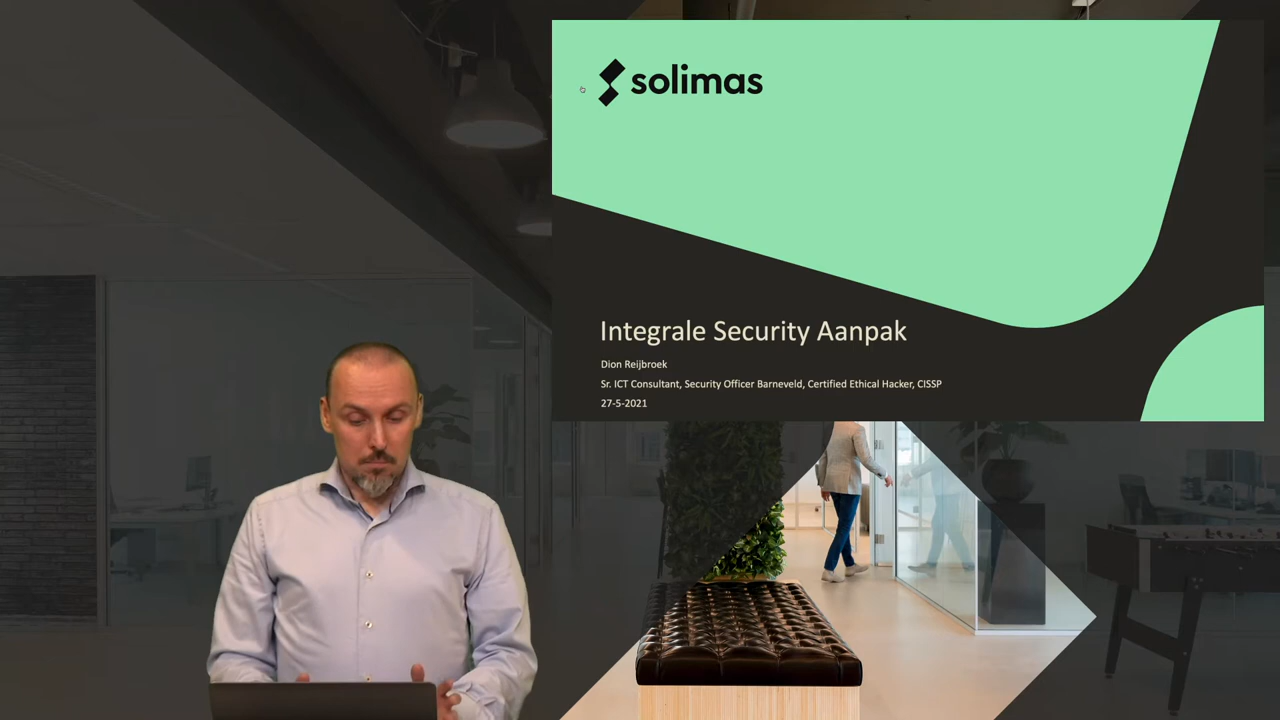 solimas
Integrale Security Aanpak
Dion Reijbroek
Sr. ICT Consultant, Security Officer Barneveld, Certified Ethical Hacker, CISSP
27-5-2021